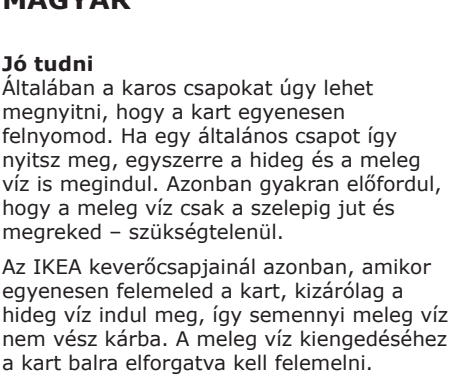 MAGYAR
Jó tudni
Általában a karos csapokat úgy lehet
megnyitni, hogy a kart egyenesen
felnyomod. Ha egy általános csapot így
nyitsz meg, egyszerre a hideg és a meleg
víz is megindul. Azonban gyakran előfordul,
hogy a meleg víz csak a szelepig jut és
megreked – szükségtelenül.
Az IKEA keverőcsapjainál azonban, amikor
egyenesen felemeled a kart, kizárólag a
hideg víz indul meg, így semennyi meleg víz
nem vész kárba. A meleg víz kiengedéséhez
a kart balra elforgatva kell felemelni.